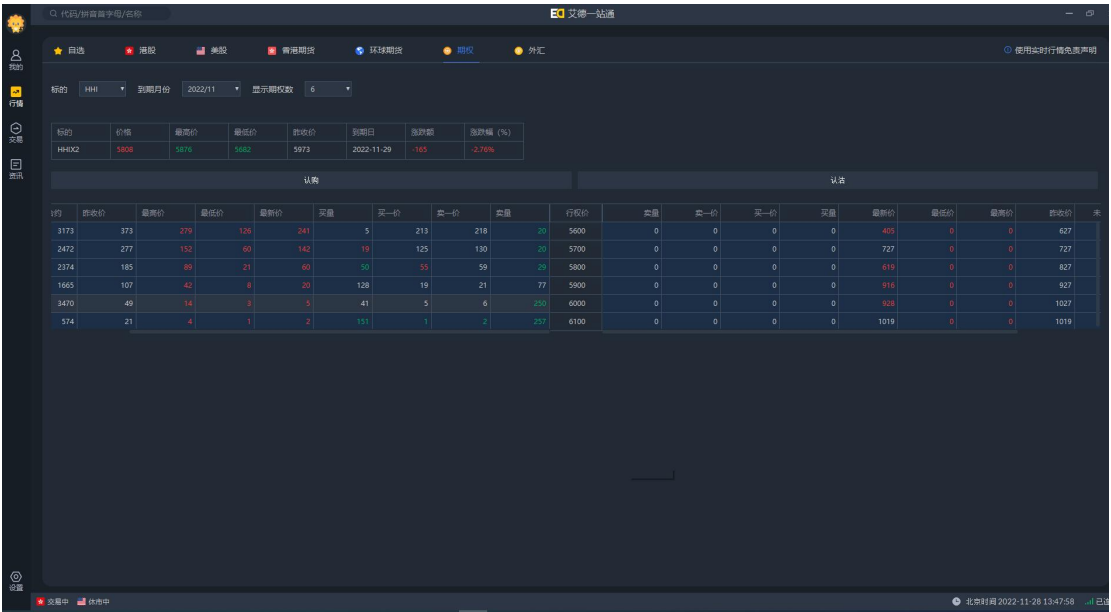 代码/拼音首字母/名称
ED 艾德一站通
自选 港股 美股 香港期货 环球期货 期权 外汇 使用实时行情免责声明
我的
行情
交易
资讯
标的 HHI 到期月份 2022/11 显示期权数 6
标的 价格 最高价 最低价 昨收价 到期日 涨跌额 涨跌幅 (%)
HHIX2 5808 5876 5682 5973 2022-11-29 -165 -2.76%
认购 认沽
约 昨收价 最高价 最低价 最新价 买量 买一价 卖一价 卖量 行权价 卖量 卖一价 买一价 买量 最新价 最低价 最高价 昨收价 未
3173 373 279 126 241 5 213 218 20 5600 0 0 0 0 405 0 0 627
2472 277 152 60 142 19 125 130 20 5700 0 0 0 0 727 0 0 727
2374 185 89 21 60 50 55 59 29 5800 0 0 0 0 619 0 0 827
1665 107 42 8 20 128 19 21 77 5900 0 0 0 0 916 0 0 927
3470 49 14 3 5 41 5 6 250 6000 0 0 0 0 928 0 0 1027
574 21 4 1 2 151 1 2 257 6100 0 0 0 0 1019 0 0 1019
设置
交易中 休市中 北京时间 2022-11-28 13:47:58 已连